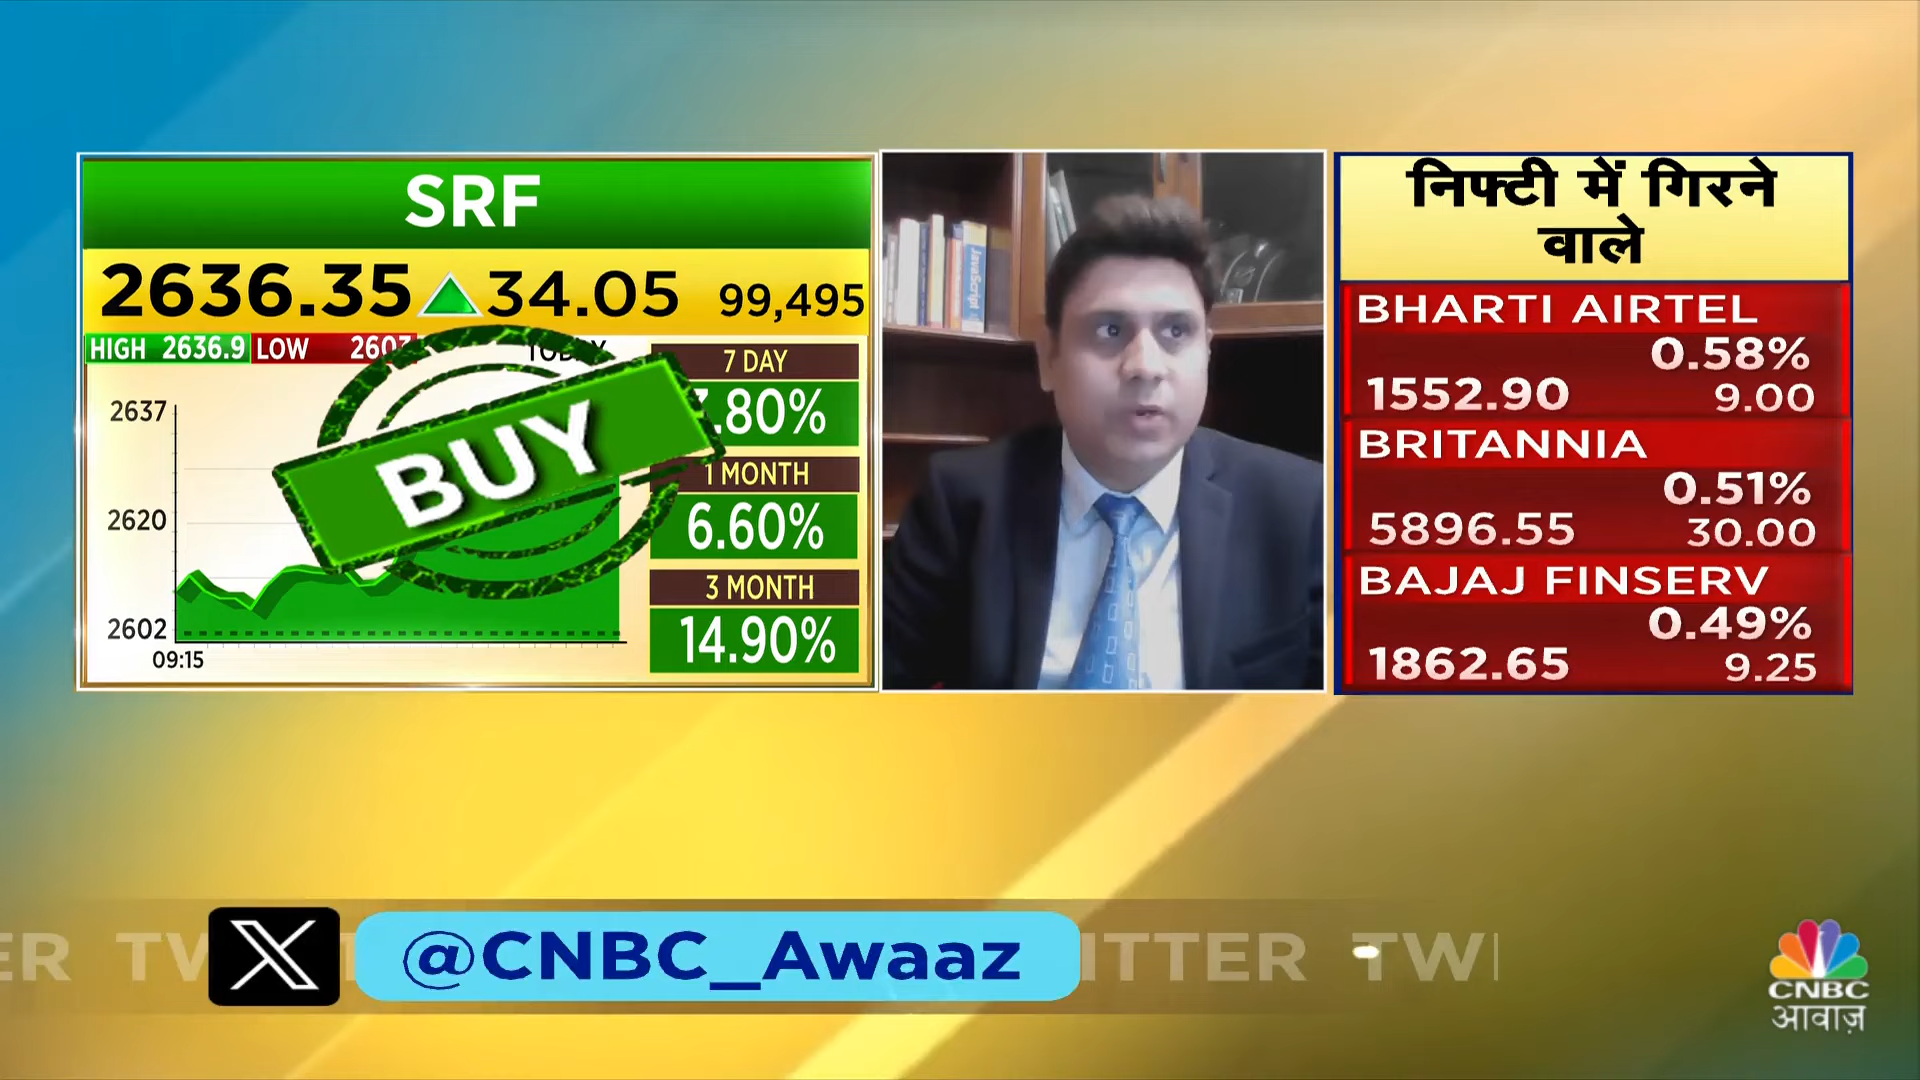 SRF
2636.35 34.05 99,495
HIGH 2636.9 LOW
7 DAY
.80%
1 MONTH
6.60%
3 MONTH
14.90%
2637
2620
2602
09:15
BUY
JavaScript
निफ्टी में गिरने
वाले
BHARTI AIRTEL
0.58%
1552.90 9.00
BRITANNIA
0.51%
5896.55 30.00
BAJAJ FINSERV
0.49%
1862.65 9.25
@CNBC_Awaaz
CNBC
आवाज़